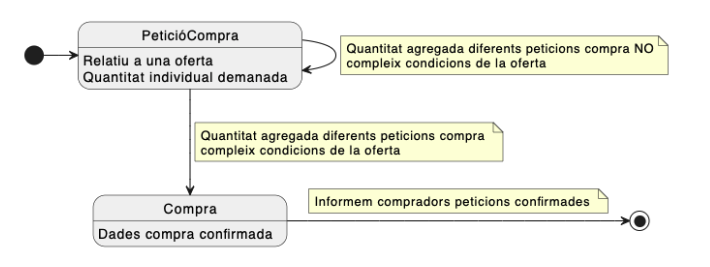 PeticióCompra
Relatiu a una oferta
Quantitat individual demanada
Quantitat agregada diferents peticions compra NO
compleix condicions de la oferta
Quantitat agregada diferents peticions compra
compleix condicions de la oferta
Compra
Dades compra confirmada
Informem compradors peticions confirmades